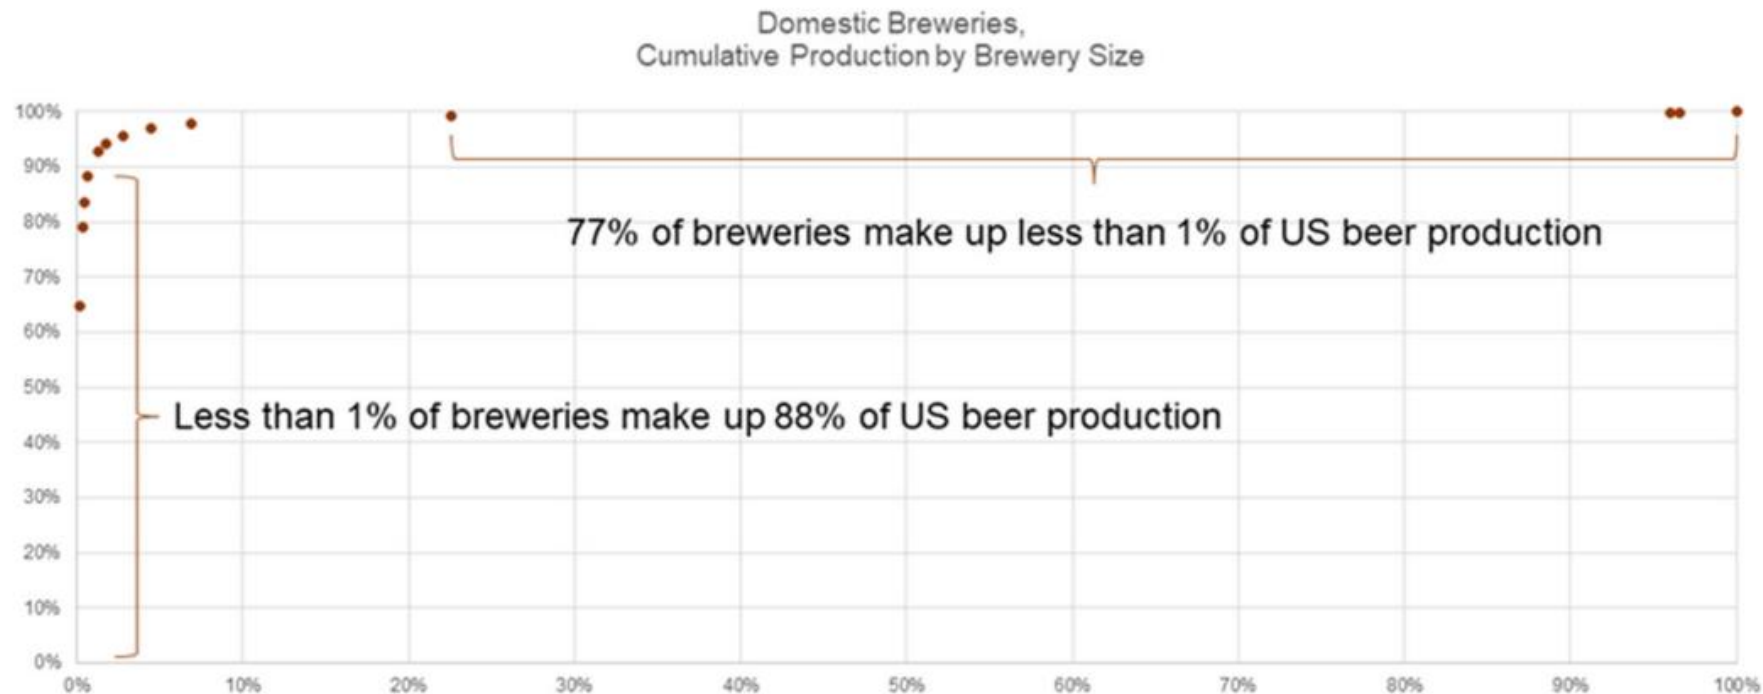 Domestic Breweries,
Cumulative Production by Brewery Size
100%
90%
80%
77% of breweries make up less than 1% of US beer production
70%
60%
50%
Less than 1% of breweries make up 88% of US beer production
40%
30%
20%
10%
0%
0% 10% 20% 30% 40% 50% 60% 70% 80% 90% 100%